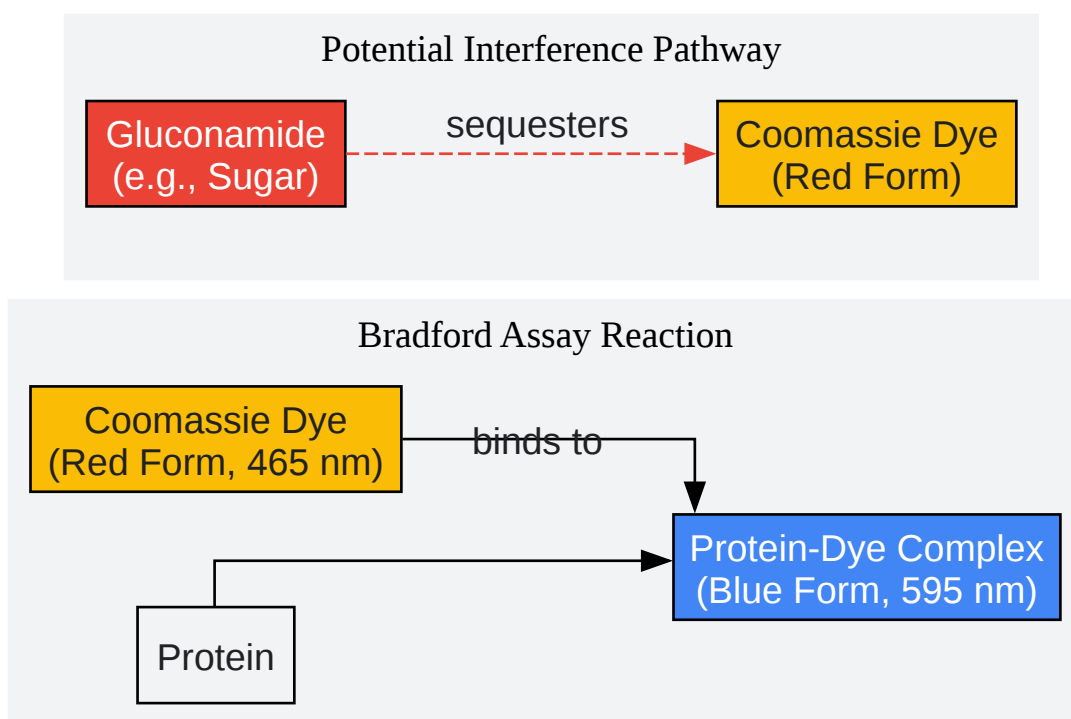 Potential Interference Pathway
Gluconamide
(e.g., Sugar)
sequesters
Coomassie Dye
(Red Form)
Bradford Assay Reaction
Coomassie Dye
(Red Form, 465 nm)
binds to
Protein-Dye Complex
(Blue Form, 595 nm)
Protein